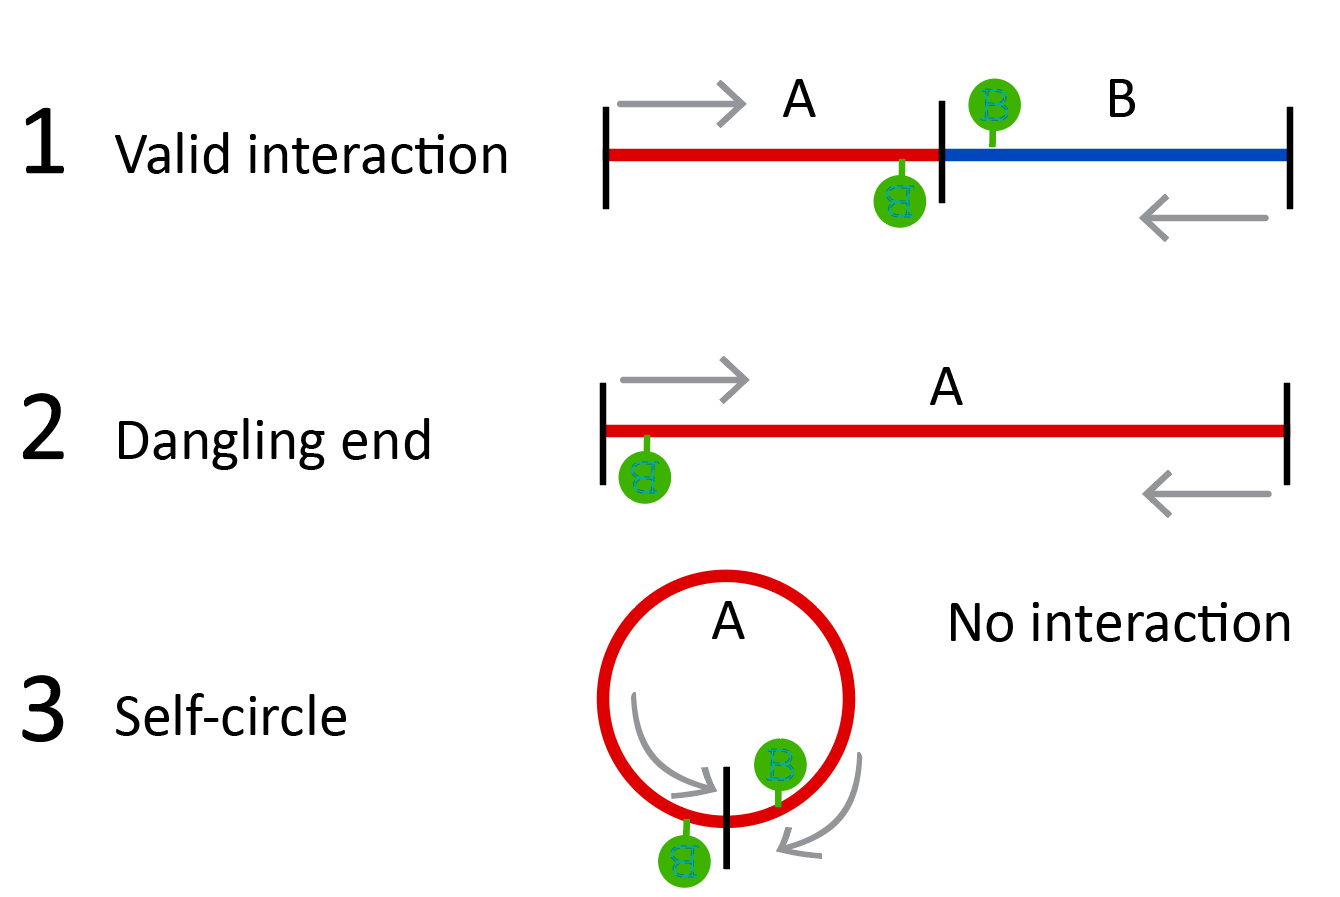 1 Valid interaction A B B
B
2 Dangling end A
B
A
No interaction
3 Self-circle
B
B